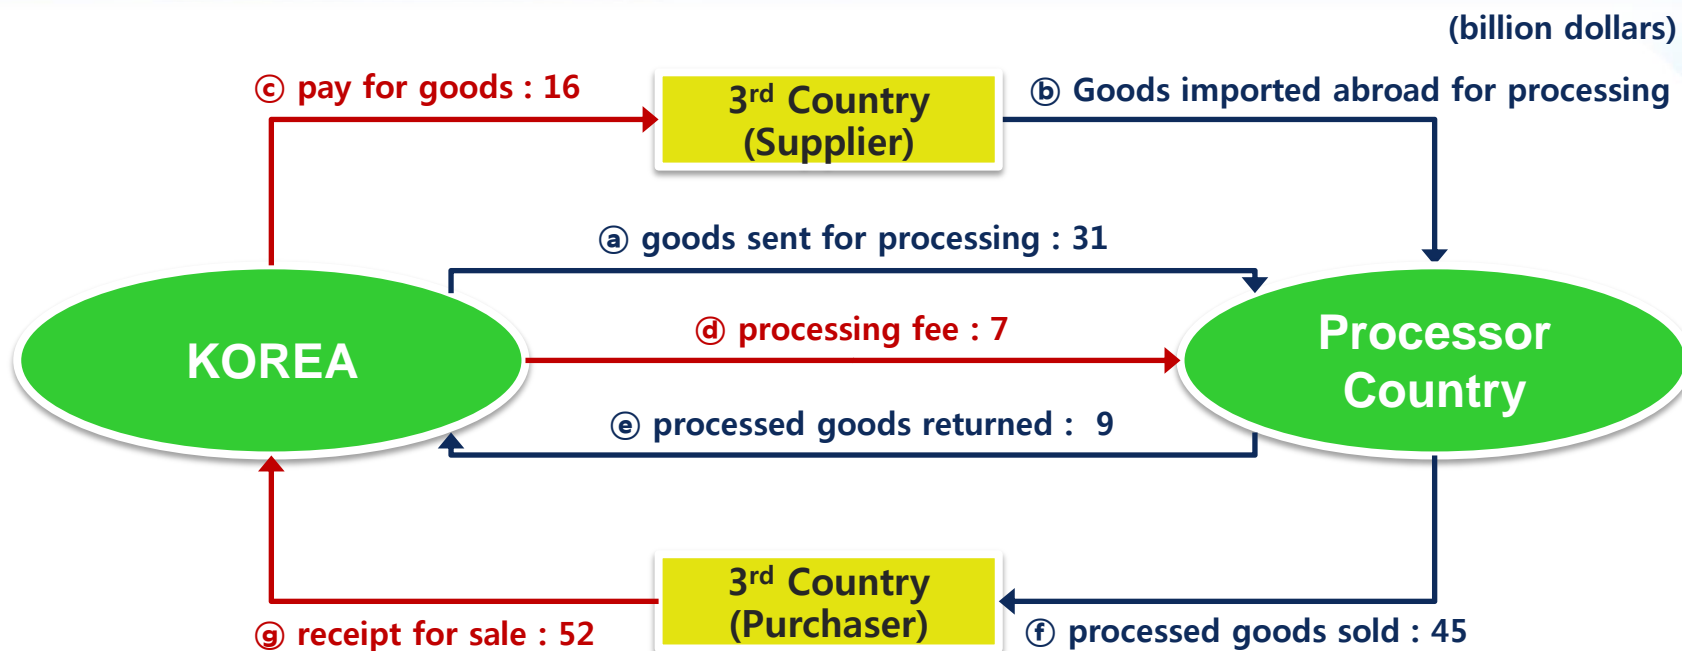 (billion dollars)
ⓒ pay for goods : 16
3rd Country
(Supplier)
ⓑ Goods imported abroad for processing
ⓐ goods sent for processing : 31
KOREA
ⓓ processing fee : 7
Processor
Country
ⓔ processed goods returned : 9
3rd Country
(Purchaser)
ⓖ receipt for sale : 52
ⓕ processed goods sold : 45